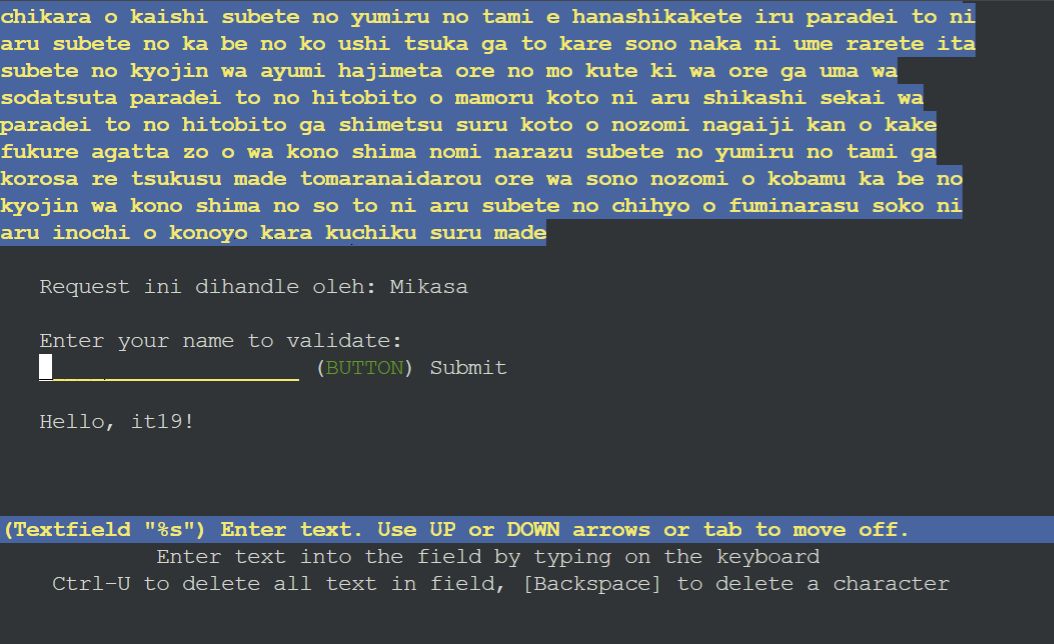 chikara o kaishi subete no yumiru no tami e hanashikakete iru paradei to ni
aru subete no ka be no ko ushi tsuka ga to kare sono naka ni ume rarete ita
subete no kyojin wa ayumi hajimeta ore no mo kute ki wa ore ga uma wa
sodatsuta paradei to no hitobito o mamoru koto ni aru shikashi sekai wa
paradei to no hitobito ga shimetsu suru koto o nozomi nagaiji kan o kake
fukure agatta zo o wa kono shima nomi narazu subete no yumiru no tami ga
korosa re tsukusu made tomaranaidarou ore wa sono nozomi o kobamu ka be no
kyojin wa kono shima no so to ni aru subete no chihyo o fuminarasu soko ni
aru inochi o konoyo kara kuchiku suru made
Request ini dihandle oleh: Mikasa
Enter your name to validate:
____________________ (BUTTON) Submit
Hello, it19!
(Textfield "%s") Enter text. Use UP or DOWN arrows or tab to move off.
Enter text into the field by typing on the keyboard
Ctrl-U to delete all text in field, [Backspace] to delete a character